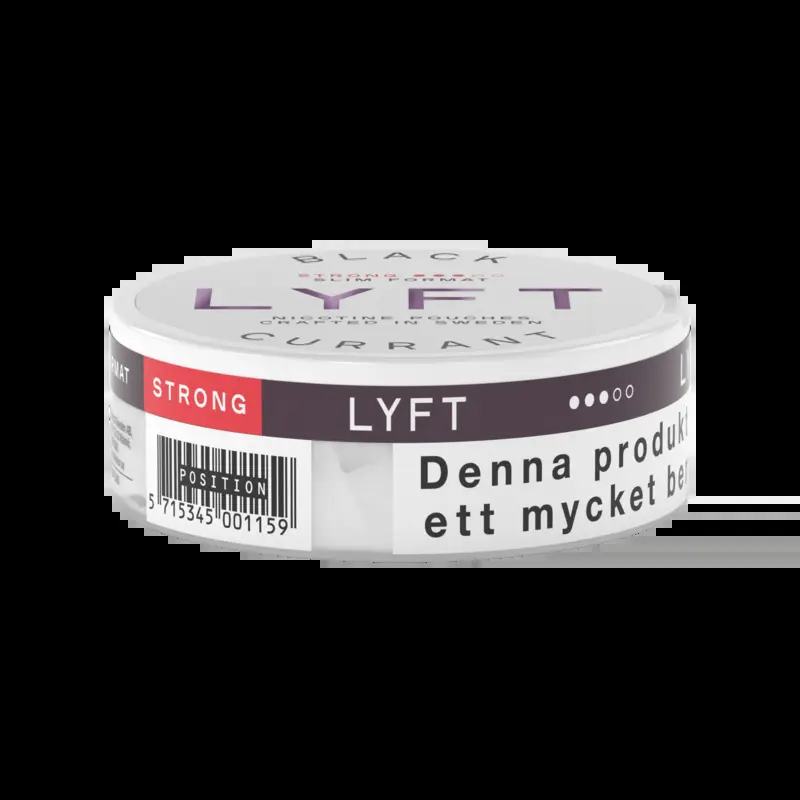 BLACK
STRONG
SLIM FORMAT
LYFT
NICOTINE POUCHES
CRAFTED IN SWEDEN
CURRANT
STRONG
LYFT
L
POSITION
5 715345 001159
Denna produkt
ett mycket